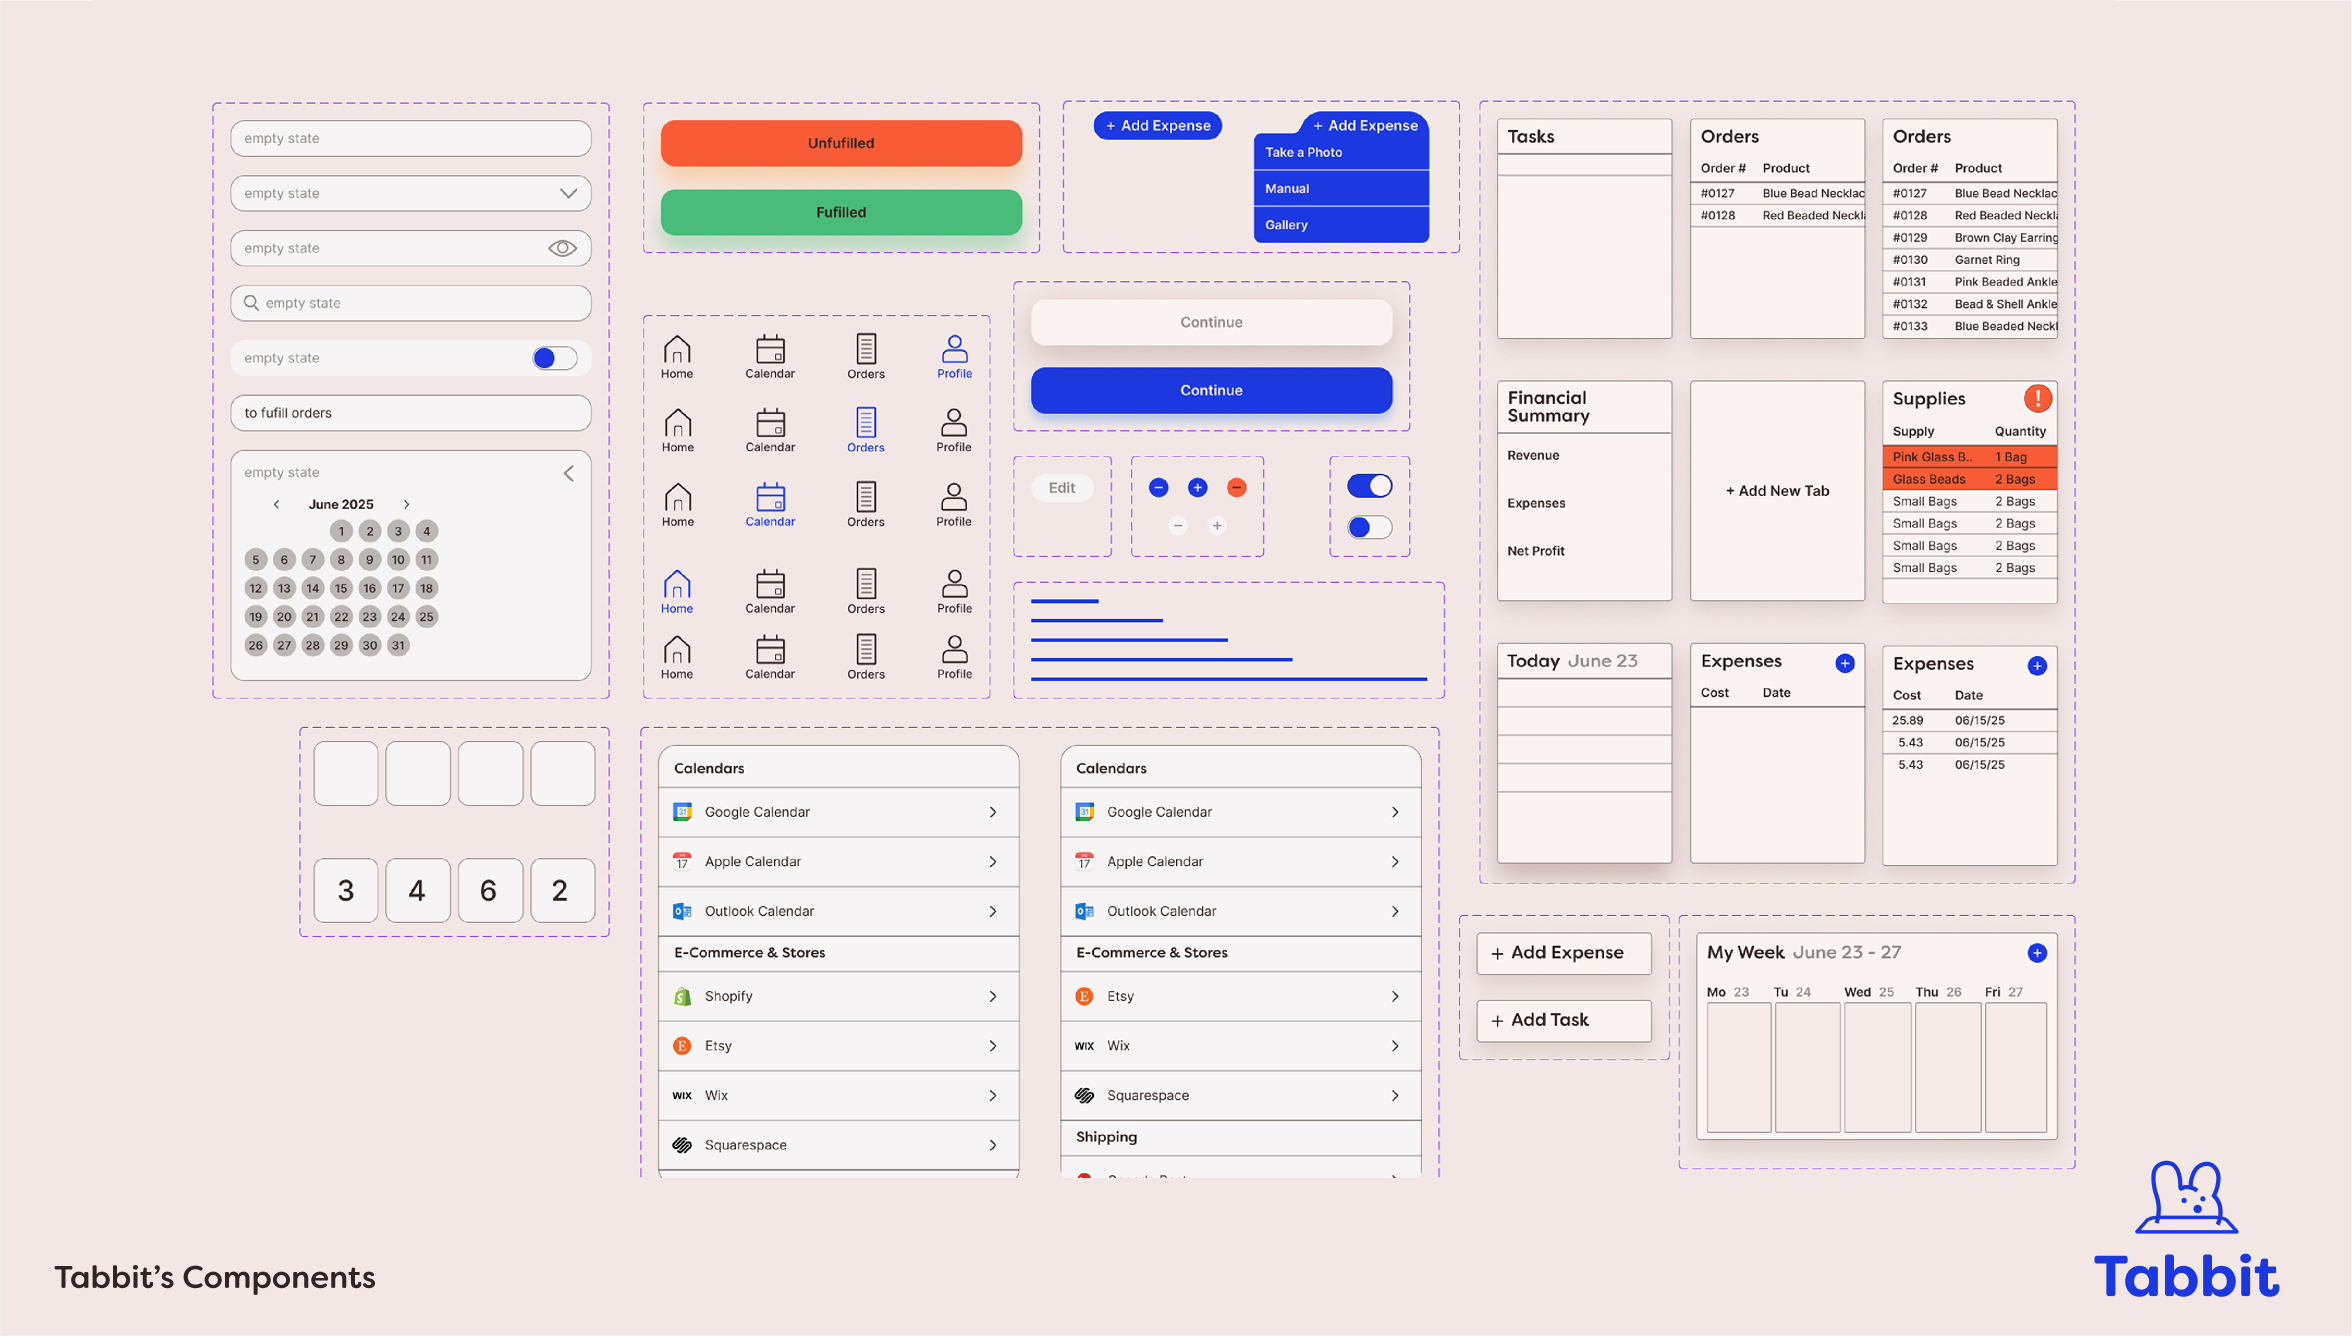 empty state
empty state
empty state
empty state
empty state
to fufill orders
empty state
June 2025
1 2 3 4
5 6 7 8 9 10 11
12 13 14 15 16 17 18
19 20 21 22 23 24 25
26 27 28 29 30 31
3 4 6 2
Unfufilled
Fufilled
+ Add Expense
+ Add Expense
Take a Photo
Manual
Gallery
Home Calendar Orders Profile
Home Calendar Orders Profile
Home Calendar Orders Profile
Home Calendar Orders Profile
Home Calendar Orders Profile
Continue
Continue
Edit
Calendars
31 Google Calendar
17 Apple Calendar
Outlook Calendar
E-Commerce & Stores
Shopify
E Etsy
WIX Wix
Squarespace
Calendars
31 Google Calendar
17 Apple Calendar
Outlook Calendar
E-Commerce & Stores
E Etsy
WIX Wix
Squarespace
Shipping
Tasks
Orders
Order # Product
#0127 Blue Bead Necklac
#0128 Red Beaded Neckl
Orders
Order # Product
#0127 Blue Bead Necklac
#0128 Red Beaded Neckl
#0129 Brown Clay Earring
#0130 Garnet Ring
#0131 Pink Beaded Ankle
#0132 Bead & Shell Ankle
#0133 Blue Beaded Neckl
Financial
Summary
Revenue
Expenses
Net Profit
+ Add New Tab
Supplies !
Supply Quantity
Pink Glass B.. 1 Bag
Glass Beads 2 Bags
Small Bags 2 Bags
Small Bags 2 Bags
Small Bags 2 Bags
Small Bags 2 Bags
Today June 23
Expenses +
Cost Date
Expenses +
Cost Date
25.89 06/15/25
5.43 06/15/25
5.43 06/15/25
+ Add Expense
+ Add Task
My Week June 23 - 27 +
Mo 23 Tu 24 Wed 25 Thu 26 Fri 27
Tabbit's Components
Tabbit